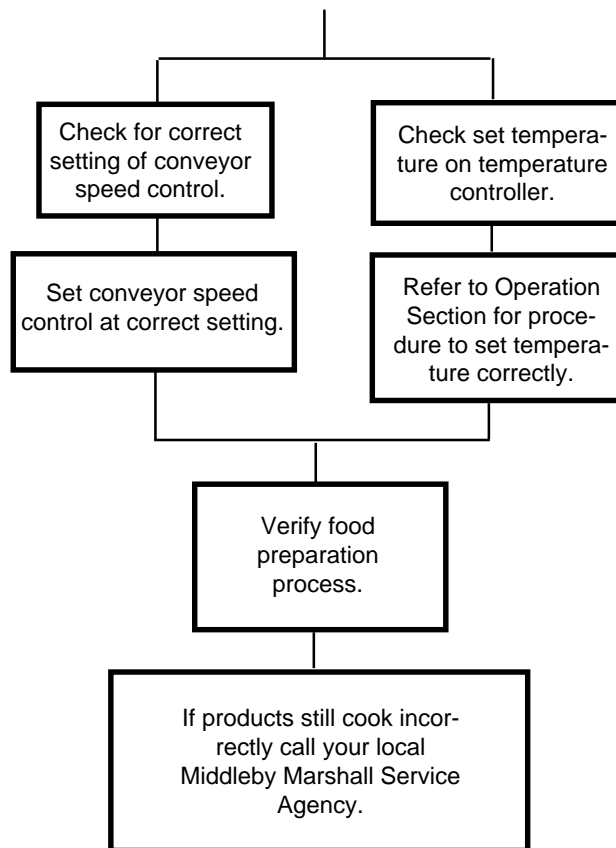 Check for correct
setting of conveyor
speed control.
Set conveyor speed
control at correct setting.
Check set tempera-
ture on temperature
controller.
Refer to Operation
Section for proce-
dure to set tempera-
ture correctly.
Verify food
preparation
process.
If products still cook incor-
rectly call your local
Middleby Marshall Service
Agency.